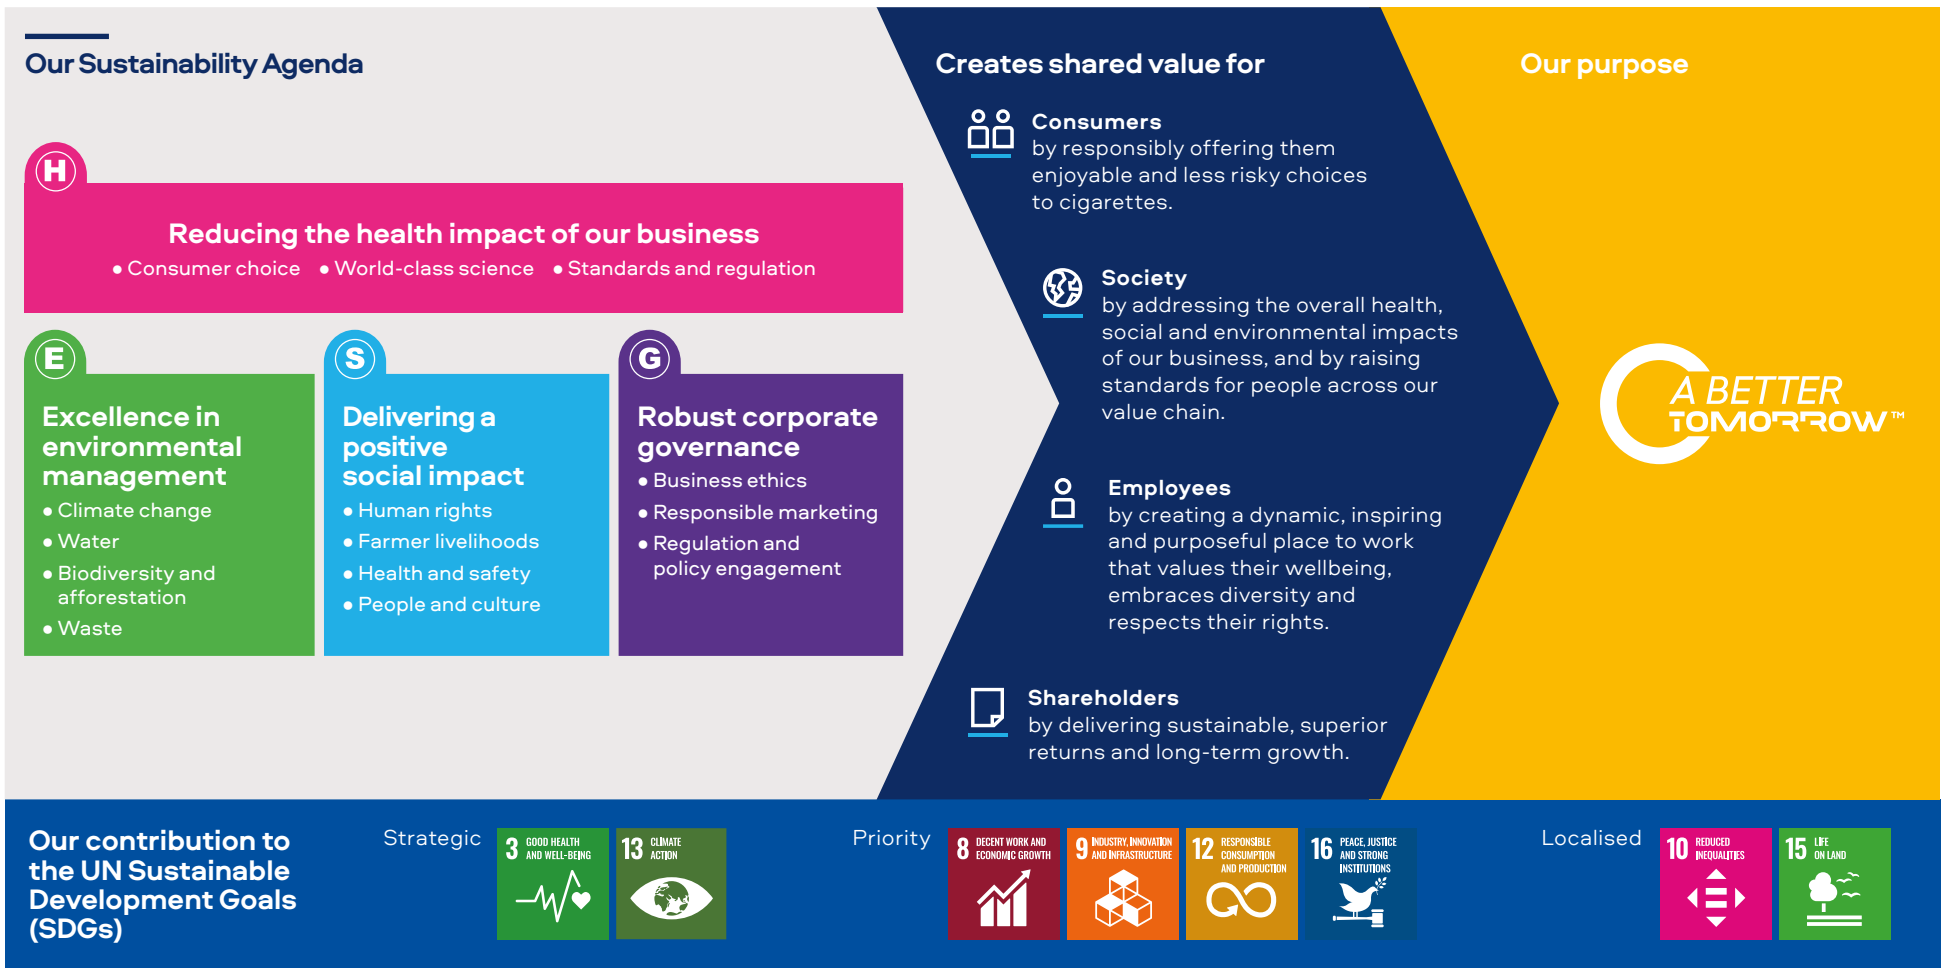 Our Sustainability Agenda
H
Reducing the health impact of our business
• Consumer choice • World-class science • Standards and regulation
E
Excellence in
environmental
management
• Climate change
• Water
• Biodiversity and
afforestation
• Waste
S
Delivering a
positive
social impact
• Human rights
• Farmer livelihoods
• Health and safety
• People and culture
G
Robust corporate
governance
• Business ethics
• Responsible marketing
• Regulation and
policy engagement
Creates shared value for
Consumers
by responsibly offering them
enjoyable and less risky choices
to cigarettes.
Society
by addressing the overall health,
social and environmental impacts
of our business, and by raising
standards for people across our
value chain.
Employees
by creating a dynamic, inspiring
and purposeful place to work
that values their wellbeing,
embraces diversity and
respects their rights.
Shareholders
by delivering sustainable, superior
returns and long-term growth.
Our purpose
A BETTER
TOMORROW™
Our contribution to
the UN Sustainable
Development Goals
(SDGs)
Strategic
3 GOOD HEALTH
AND WELL-BEING
13 CLIMATE
ACTION
Priority
8 DECENT WORK AND
ECONOMIC GROWTH
9 INDUSTRY, INNOVATION
AND INFRASTRUCTURE
12 RESPONSIBLE
CONSUMPTION
AND PRODUCTION
16 PEACE, JUSTICE
AND STRONG
INSTITUTIONS
Localised
10 REDUCED
INEQUALITIES
15 LIFE
ON LAND